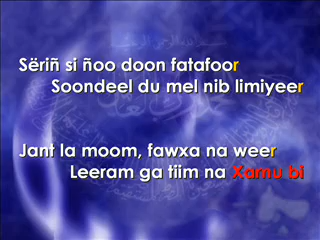 Sëriñ si ñoo doon fatafoor
Soondeel du mel nib limiyeer
Jant la moom, fawxa na weer
Leeram ga tiim na Xamu bi